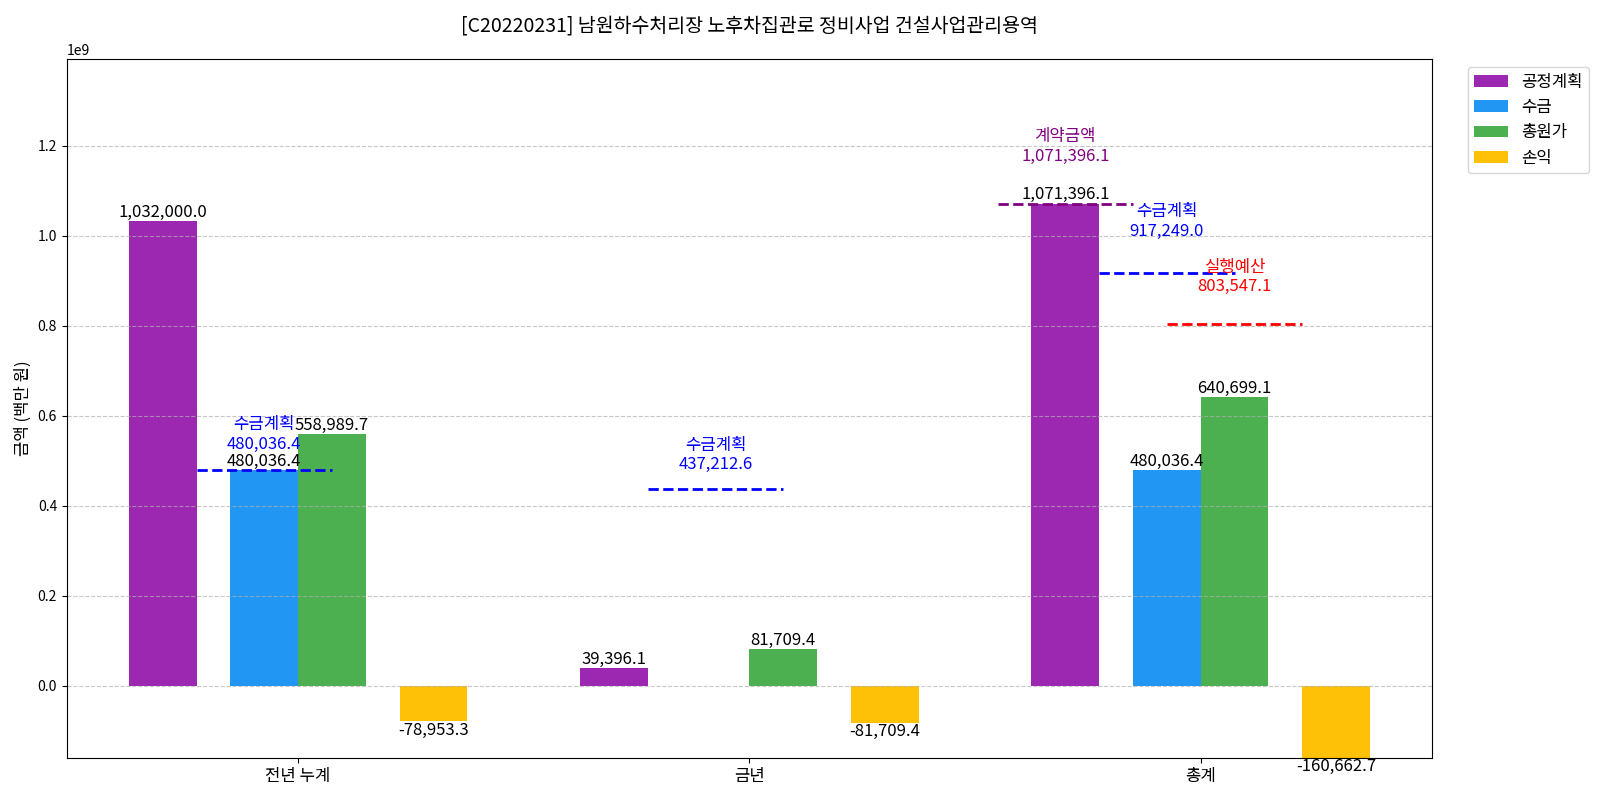 [C20220231] 남원하수처리장 노후차집관로 정비사업 건설사업관리용역
1e9
공정계획
수금
총원가
손익
금액 (백만 원)
1.2
1.0
0.8
0.6
0.4
0.2
0.0
1,032,000.0
수금계획
480,036.4
480,036.4
558,989.7
-78,953.3
39,396.1
수금계획
437,212.6
81,709.4
-81,709.4
계약금액
1,071,396.1
1,071,396.1
수금계획
917,249.0
실행예산
803,547.1
480,036.4
640,699.1
-160,662.7
전년 누계
금년
총계